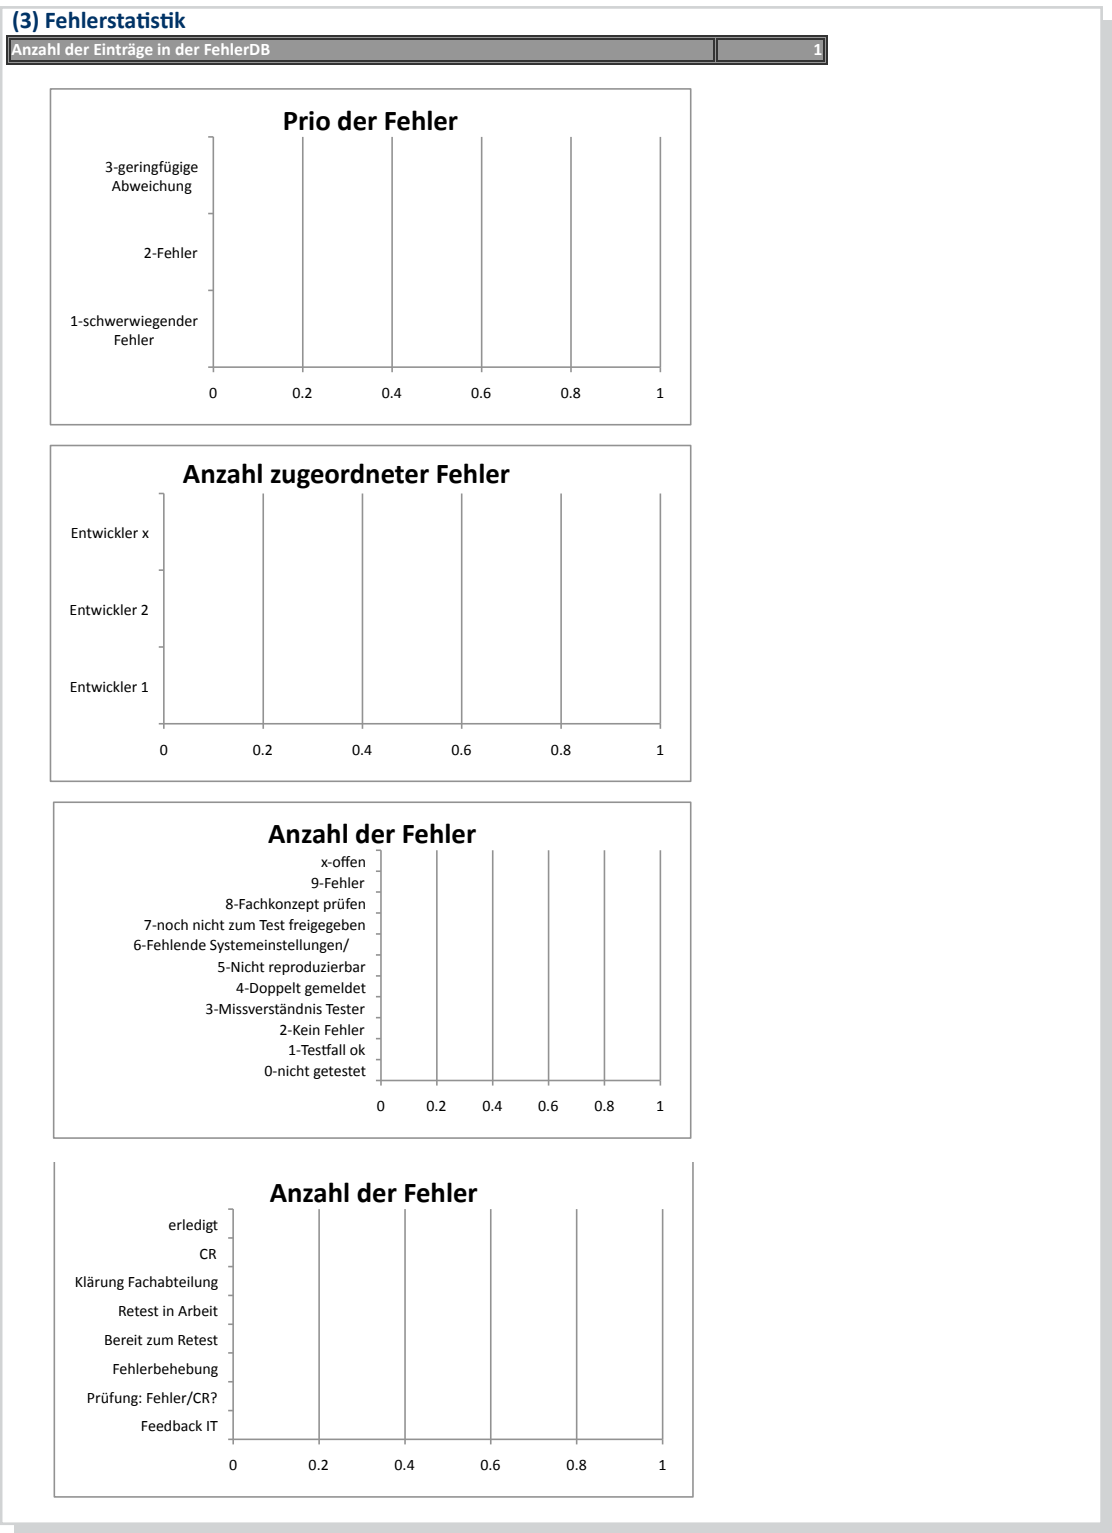 (3) Fehlerstatistik
Anzahl der Einträge in der FehlerDB 1
Prio der Fehler
3-geringfügige
Abweichung
2-Fehler
1-schwerwiegender
Fehler
0 0.2 0.4 0.6 0.8 1
Anzahl zugeordneter Fehler
Entwickler x
Entwickler 2
Entwickler 1
0 0.2 0.4 0.6 0.8 1
Anzahl der Fehler
x-offen
9-Fehler
8-Fachkonzept prüfen
7-noch nicht zum Test freigegeben
6-Fehlende Systemeinstellungen/
5-Nicht reproduzierbar
4-Doppelt gemeldet
3-Missverständnis Tester
2-Kein Fehler
1-Testfall ok
0-nicht getestet
0 0.2 0.4 0.6 0.8 1
Anzahl der Fehler
erledigt
CR
Klärung Fachabteilung
Retest in Arbeit
Bereit zum Retest
Fehlerbehebung
Prüfung: Fehler/CR?
Feedback IT
0 0.2 0.4 0.6 0.8 1